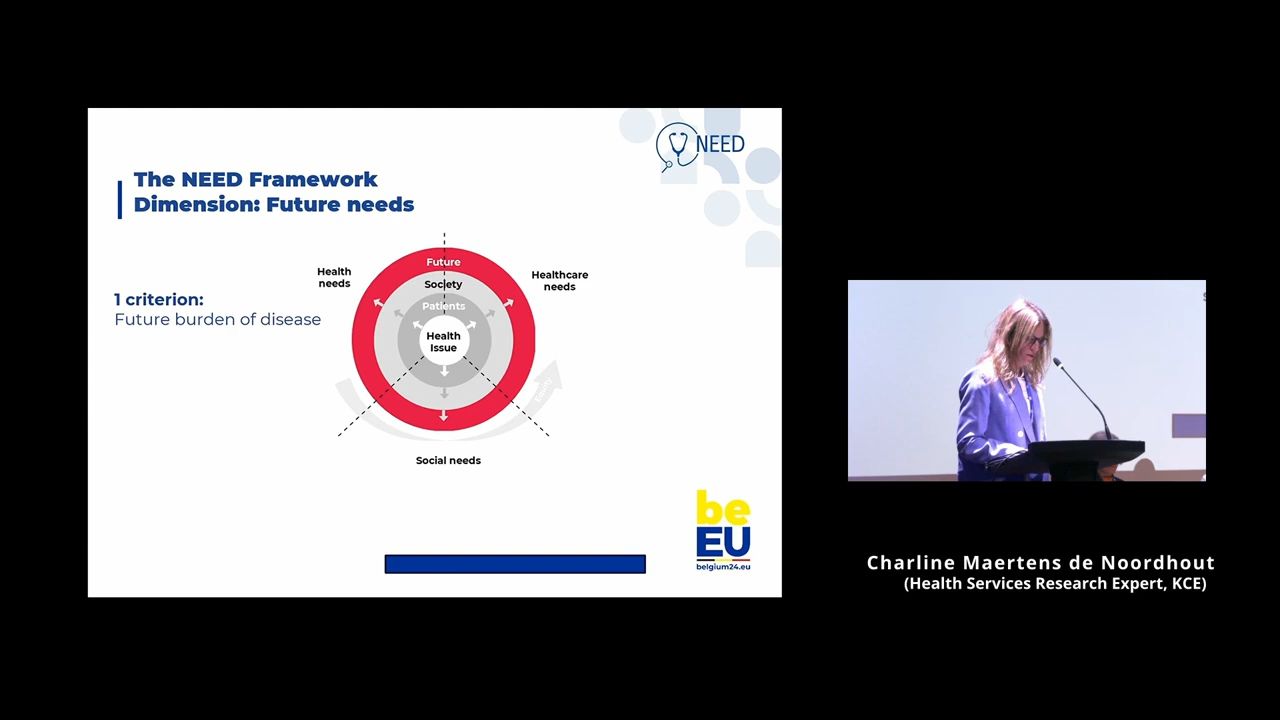 NEED
The NEED Framework
Dimension: Future needs
1 criterion:
Future burden of disease
Health
needs
Healthcare
needs
Future
Society
Patients
Health
Issue
Equity
Social needs
be
EU
belgium24.eu
Charline Maertens de Noordhout
(Health Services Research Expert, KCE)